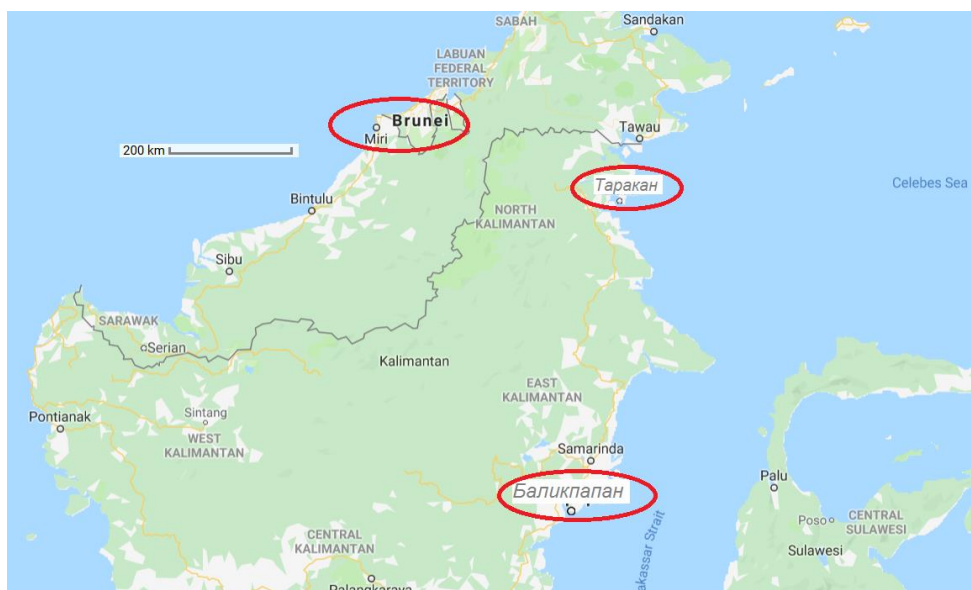 SABAH
Sandakan
LABUAN
FEDERAL
TERRITORY
Brunei
Miri
Tawau
200 km
Таракан
Celebes Sea
Bintulu
NORTH
KALIMANTAN
Sibu
SARAWAK
Serian
Kalimantan
EAST
KALIMANTAN
Sintang
Pontianak
WEST
KALIMANTAN
Samarinda
Palu
Баликпапан
Poso
CENTRAL
SULAWESI
CENTRAL
KALIMANTAN
Sulawesi
kassar Strait
Palangkaraya